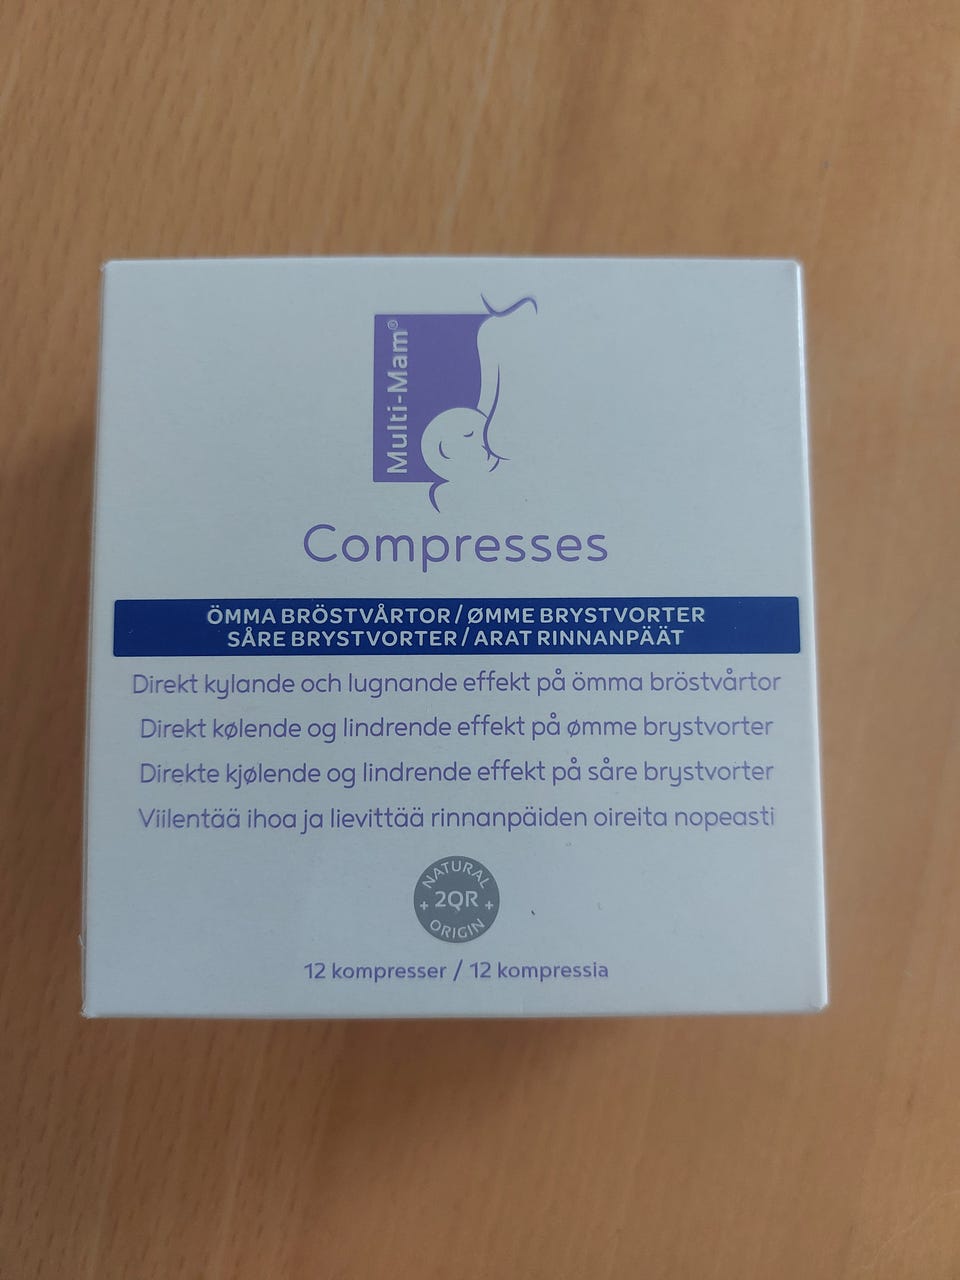 Multi-Mam®
Compresses
ÖMMA BRÖSTVÅRTOR / ØMME BRYSTVORTER
SÅRE BRYSTVORTER / ARAT RINNANPÄÄT
Direkt kylande och lugnande effekt på ömma bröstvårtor
Direkt kølende og lindrende effekt på ømme brystvorter
Direkte kjølende og lindrende effekt på såre brystvorter
Viilentää ihoa ja lievittää rinnanpäiden oireita nopeasti
NATURAL
+ 2QR +
ORIGIN
12 kompresser / 12 kompressia